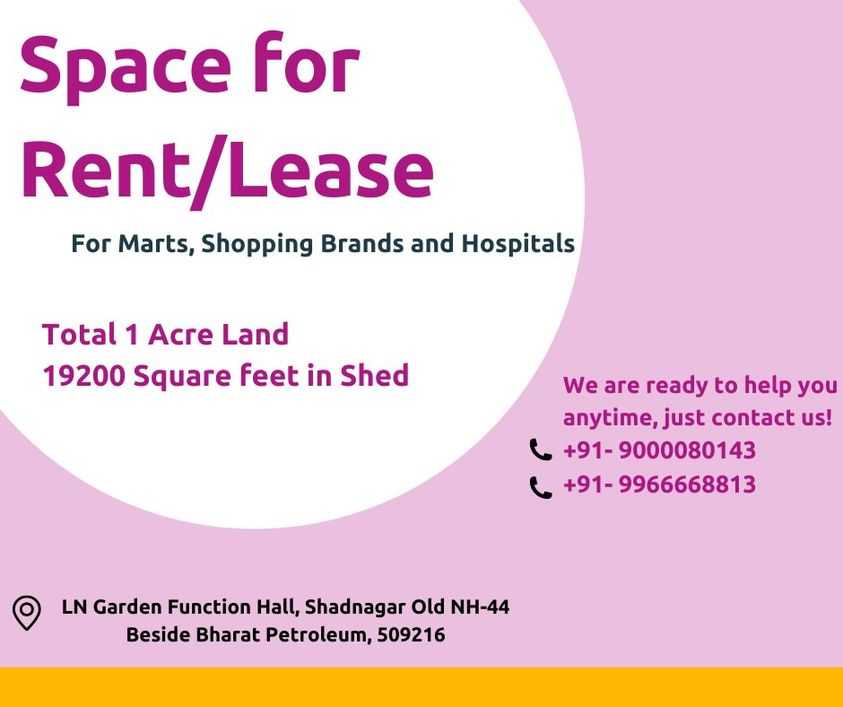 Space for
Rent/Lease
For Marts, Shopping Brands and Hospitals
Total 1 Acre Land
19200 Square feet in Shed
We are ready to help you
anytime, just contact us!
+91- 9000080143
+91- 9966668813
LN Garden Function Hall, Shadnagar Old NH-44
Beside Bharat Petroleum, 509216